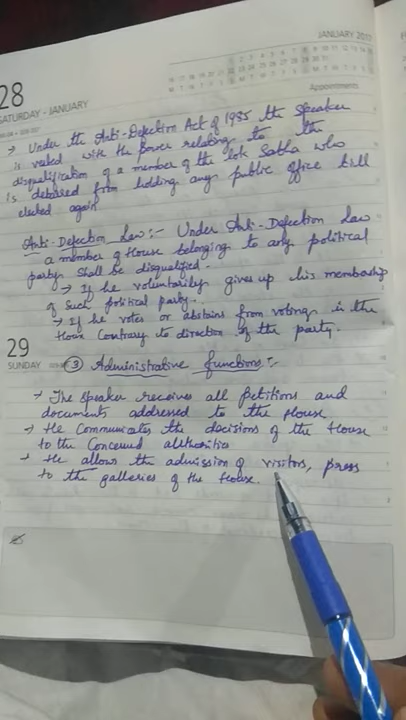 JANUARY 2017
28
SATURDAY - JANUARY
Appointments
→ Under the Anti-Defection Act of 1985 the Speaker
is vested with the power relating to the
disqualification of a member of the Lok Sabha who
is debarred from holding any public office till
elected again
Anti-Defection Law:- Under Anti-Defection Law
a member of House belonging to any political
party shall be disqualified.
→ If he voluntarily gives up his membership
of such political party.
→ If he votes or abstains from voting in the
House contrary to direction of the party.
29
SUNDAY
③ Administrative functions:-
→ The Speaker receives all petitions and
documents addressed to the House.
→ He communicates the decisions of the House
to the concerned authorities
→ He allows the admission of visitors, press
to the galleries of the House.